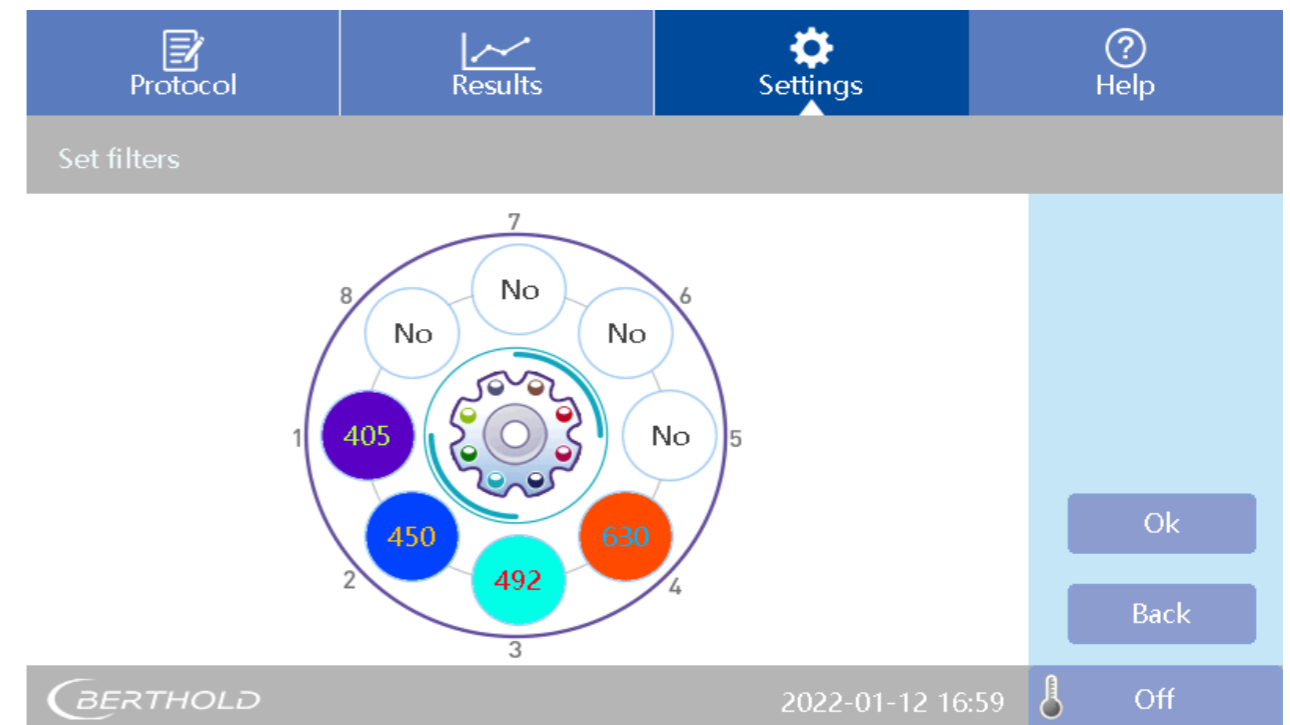 Protocol
Results
Settings
Help
Set filters
7
8
No
6
No
No
1
405
No
5
450
630
492
2
4
3
Ok
Back
BERTHOLD
2022-01-12 16:59
Off